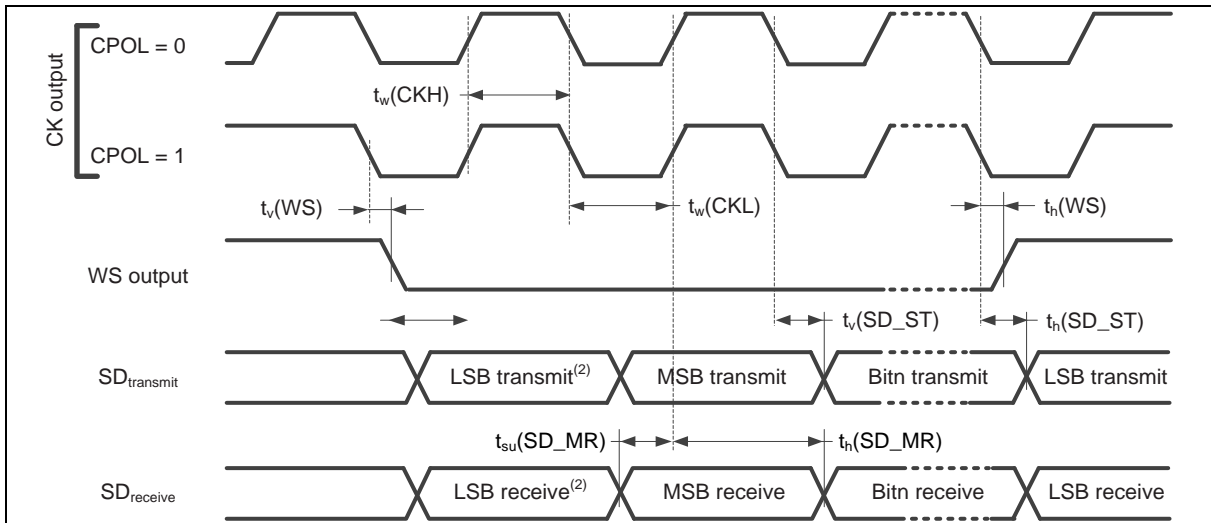 CK output
CPOL = 0
tw(CKH)
CPOL = 1
tv(WS)
tw(CKL)
th(WS)
WS output
tv(SD_ST)
th(SD_ST)
SDtransmit
LSB transmit(2)
MSB transmit
Bitn transmit
LSB transmit
tsu(SD_MR)
th(SD_MR)
SDreceive
LSB receive(2)
MSB receive
Bitn receive
LSB receive